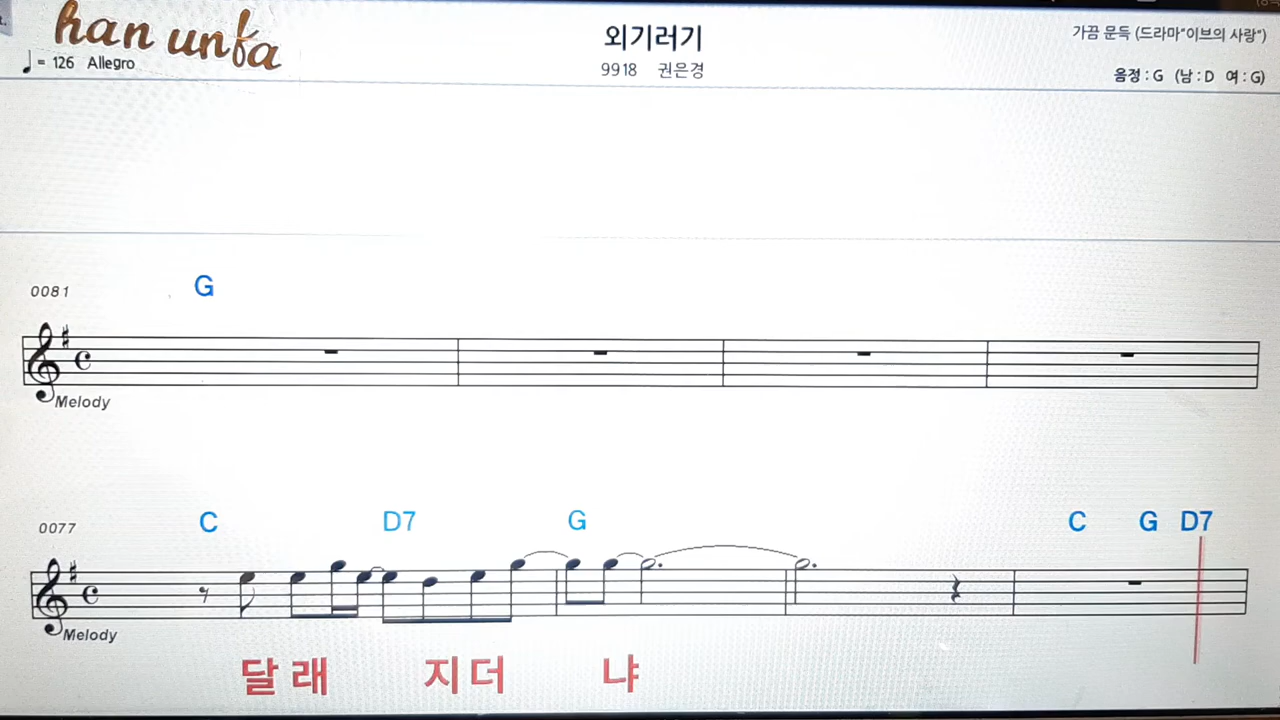 han unfa
외기러기
가끔 문득 (드라마"이브의 사랑")
♩ = 126 Allegro
9918 권은경
음정 : G (남 : D 여 : G)
0081 G
Melody
0077 C D7 G C G D7
Melody
달래 지더 냐